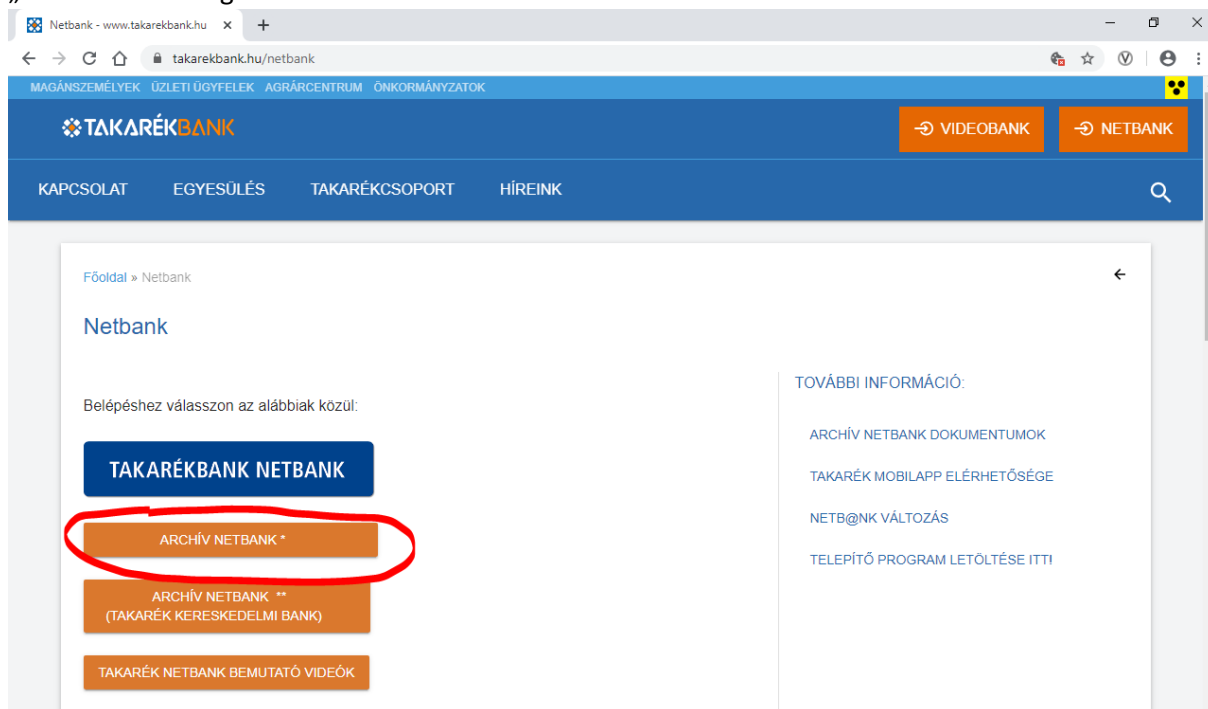 Netbank - www.takarekbank.hu
takarekbank.hu/netbank
MAGÁNSZEMÉLYEK ÜZLETI ÜGYFELEK AGRÁRCENTRUM ÖNKORMÁNYZATOK
TAKARÉKBANK
VIDEOBANK
NETBANK
KAPCSOLAT EGYESÜLÉS TAKARÉKCSOPORT HÍREINK
Főoldal » Netbank
Netbank
Belépéshez válasszon az alábbiak közül:
TAKARÉKBANK NETBANK
ARCHÍV NETBANK *
ARCHÍV NETBANK **
(TAKARÉK KERESKEDELMI BANK)
TAKARÉK NETBANK BEMUTATÓ VIDEÓK
TOVÁBBI INFORMÁCIÓ:
ARCHÍV NETBANK DOKUMENTUMOK
TAKARÉK MOBILAPP ELÉRHETŐSÉGE
NETB@NK VÁLTOZÁS
TELEPÍTŐ PROGRAM LETÖLTÉSE ITT!